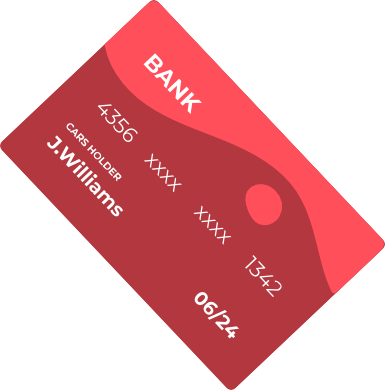 BANK
4356 XXXX XXXX 1342
CARS HOLDER
J.Williams
06/24